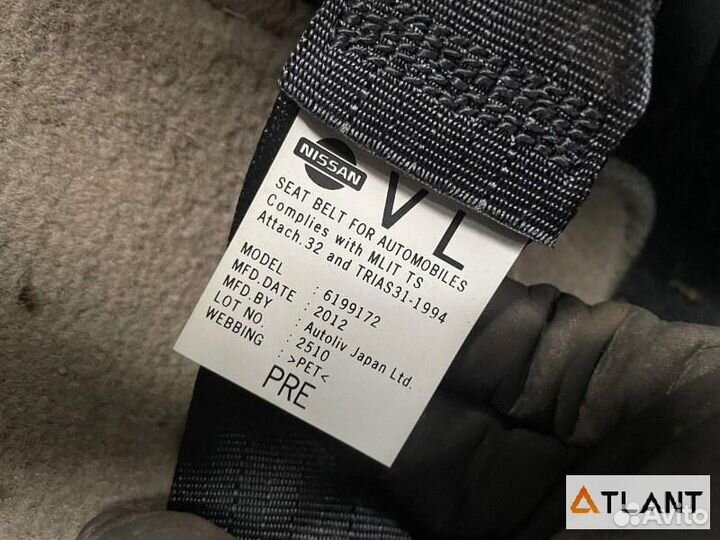 NISSAN
VL
SEAT BELT FOR AUTOMOBILES
Complies with MLIT TS
Attach.32 and TRIAS31-1994
MODEL : 6199172
MFD.DATE : 2012
MFD.BY : Autoliv Japan Ltd.
LOT NO. : 2510
WEBBING : >PET<
PRE
ATLANT
Avito